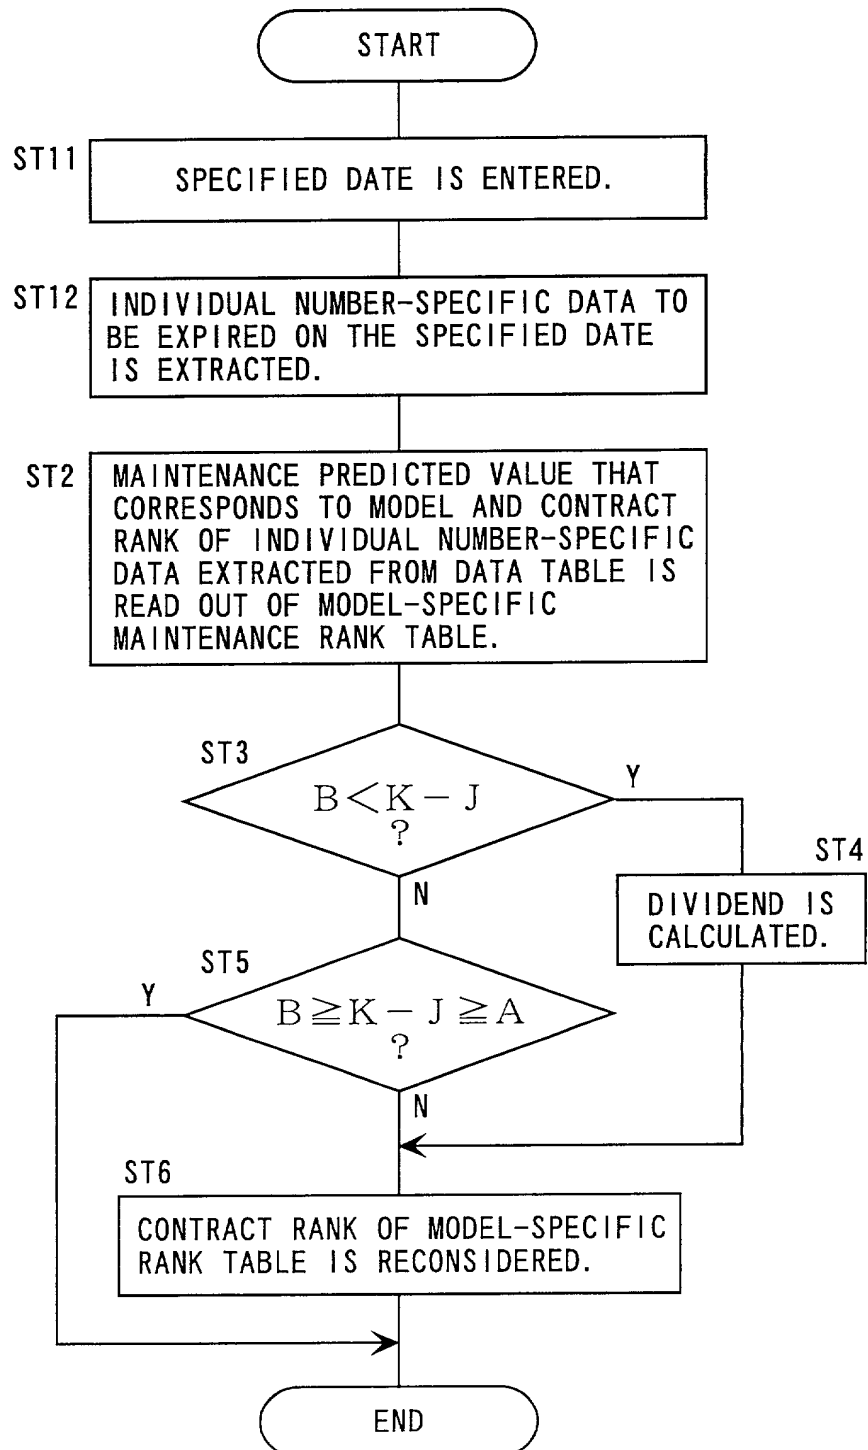 START
ST11
SPECIFIED DATE IS ENTERED.
ST12
INDIVIDUAL NUMBER-SPECIFIC DATA TO
BE EXPIRED ON THE SPECIFIED DATE
IS EXTRACTED.
ST2
MAINTENANCE PREDICTED VALUE THAT
CORRESPONDS TO MODEL AND CONTRACT
RANK OF INDIVIDUAL NUMBER-SPECIFIC
DATA EXTRACTED FROM DATA TABLE IS
READ OUT OF MODEL-SPECIFIC
MAINTENANCE RANK TABLE.
ST3
B<K-J
?
Y
N
ST4
DIVIDEND IS
CALCULATED.
ST5
B≧K-J≧A
?
Y
N
ST6
CONTRACT RANK OF MODEL-SPECIFIC
RANK TABLE IS RECONSIDERED.
END